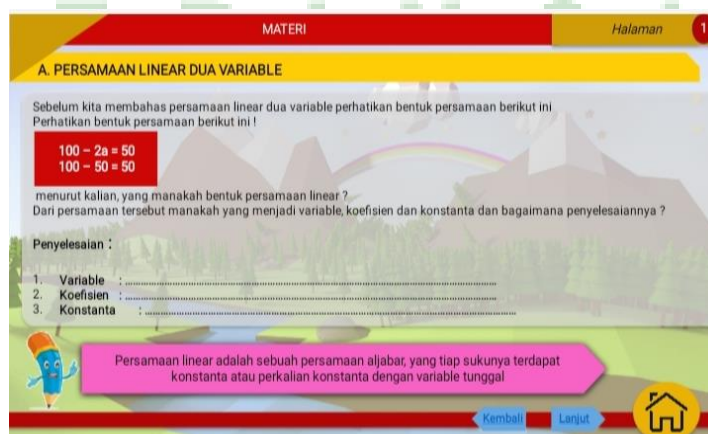 MATERI
Halaman
1
A. PERSAMAAN LINEAR DUA VARIABLE
Sebelum kita membahas persamaan linear dua variable perhatikan bentuk persamaan berikut ini
Perhatikan bentuk persamaan berikut ini !
100 - 2a = 50
100 - 50 = 50
menurut kalian, yang manakah bentuk persamaan linear ?
Dari persamaan tersebut manakah yang menjadi variable, koefisien dan konstanta dan bagaimana penyelesaiannya ?
Penyelesaian :
1. Variable : ........................................................................
2. Koefisien : ........................................................................
3. Konstanta : ........................................................................
Persamaan linear adalah sebuah persamaan aljabar, yang tiap sukunya terdapat
konstanta atau perkalian konstanta dengan variable tunggal
Kembali
Lanjut